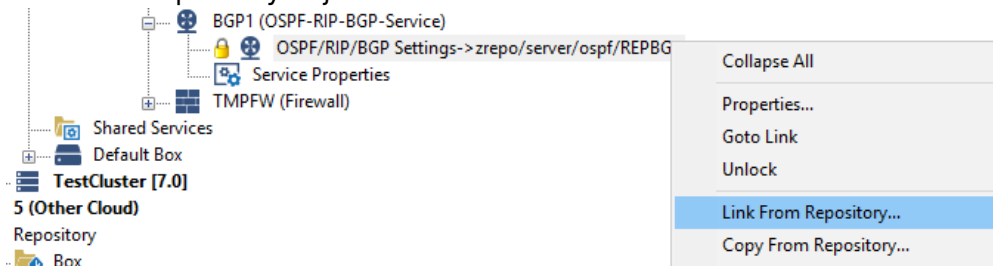 BGP1 (OSPF-RIP-BGP-Service)
OSPF/RIP/BGP Settings->zrepo/server/ospf/REPBG
Service Properties
TMPFW (Firewall)
Shared Services
Default Box
TestCluster [7.0]
5 (Other Cloud)
Repository
Box
Collapse All
Properties...
Goto Link
Unlock
Link From Repository...
Copy From Repository...